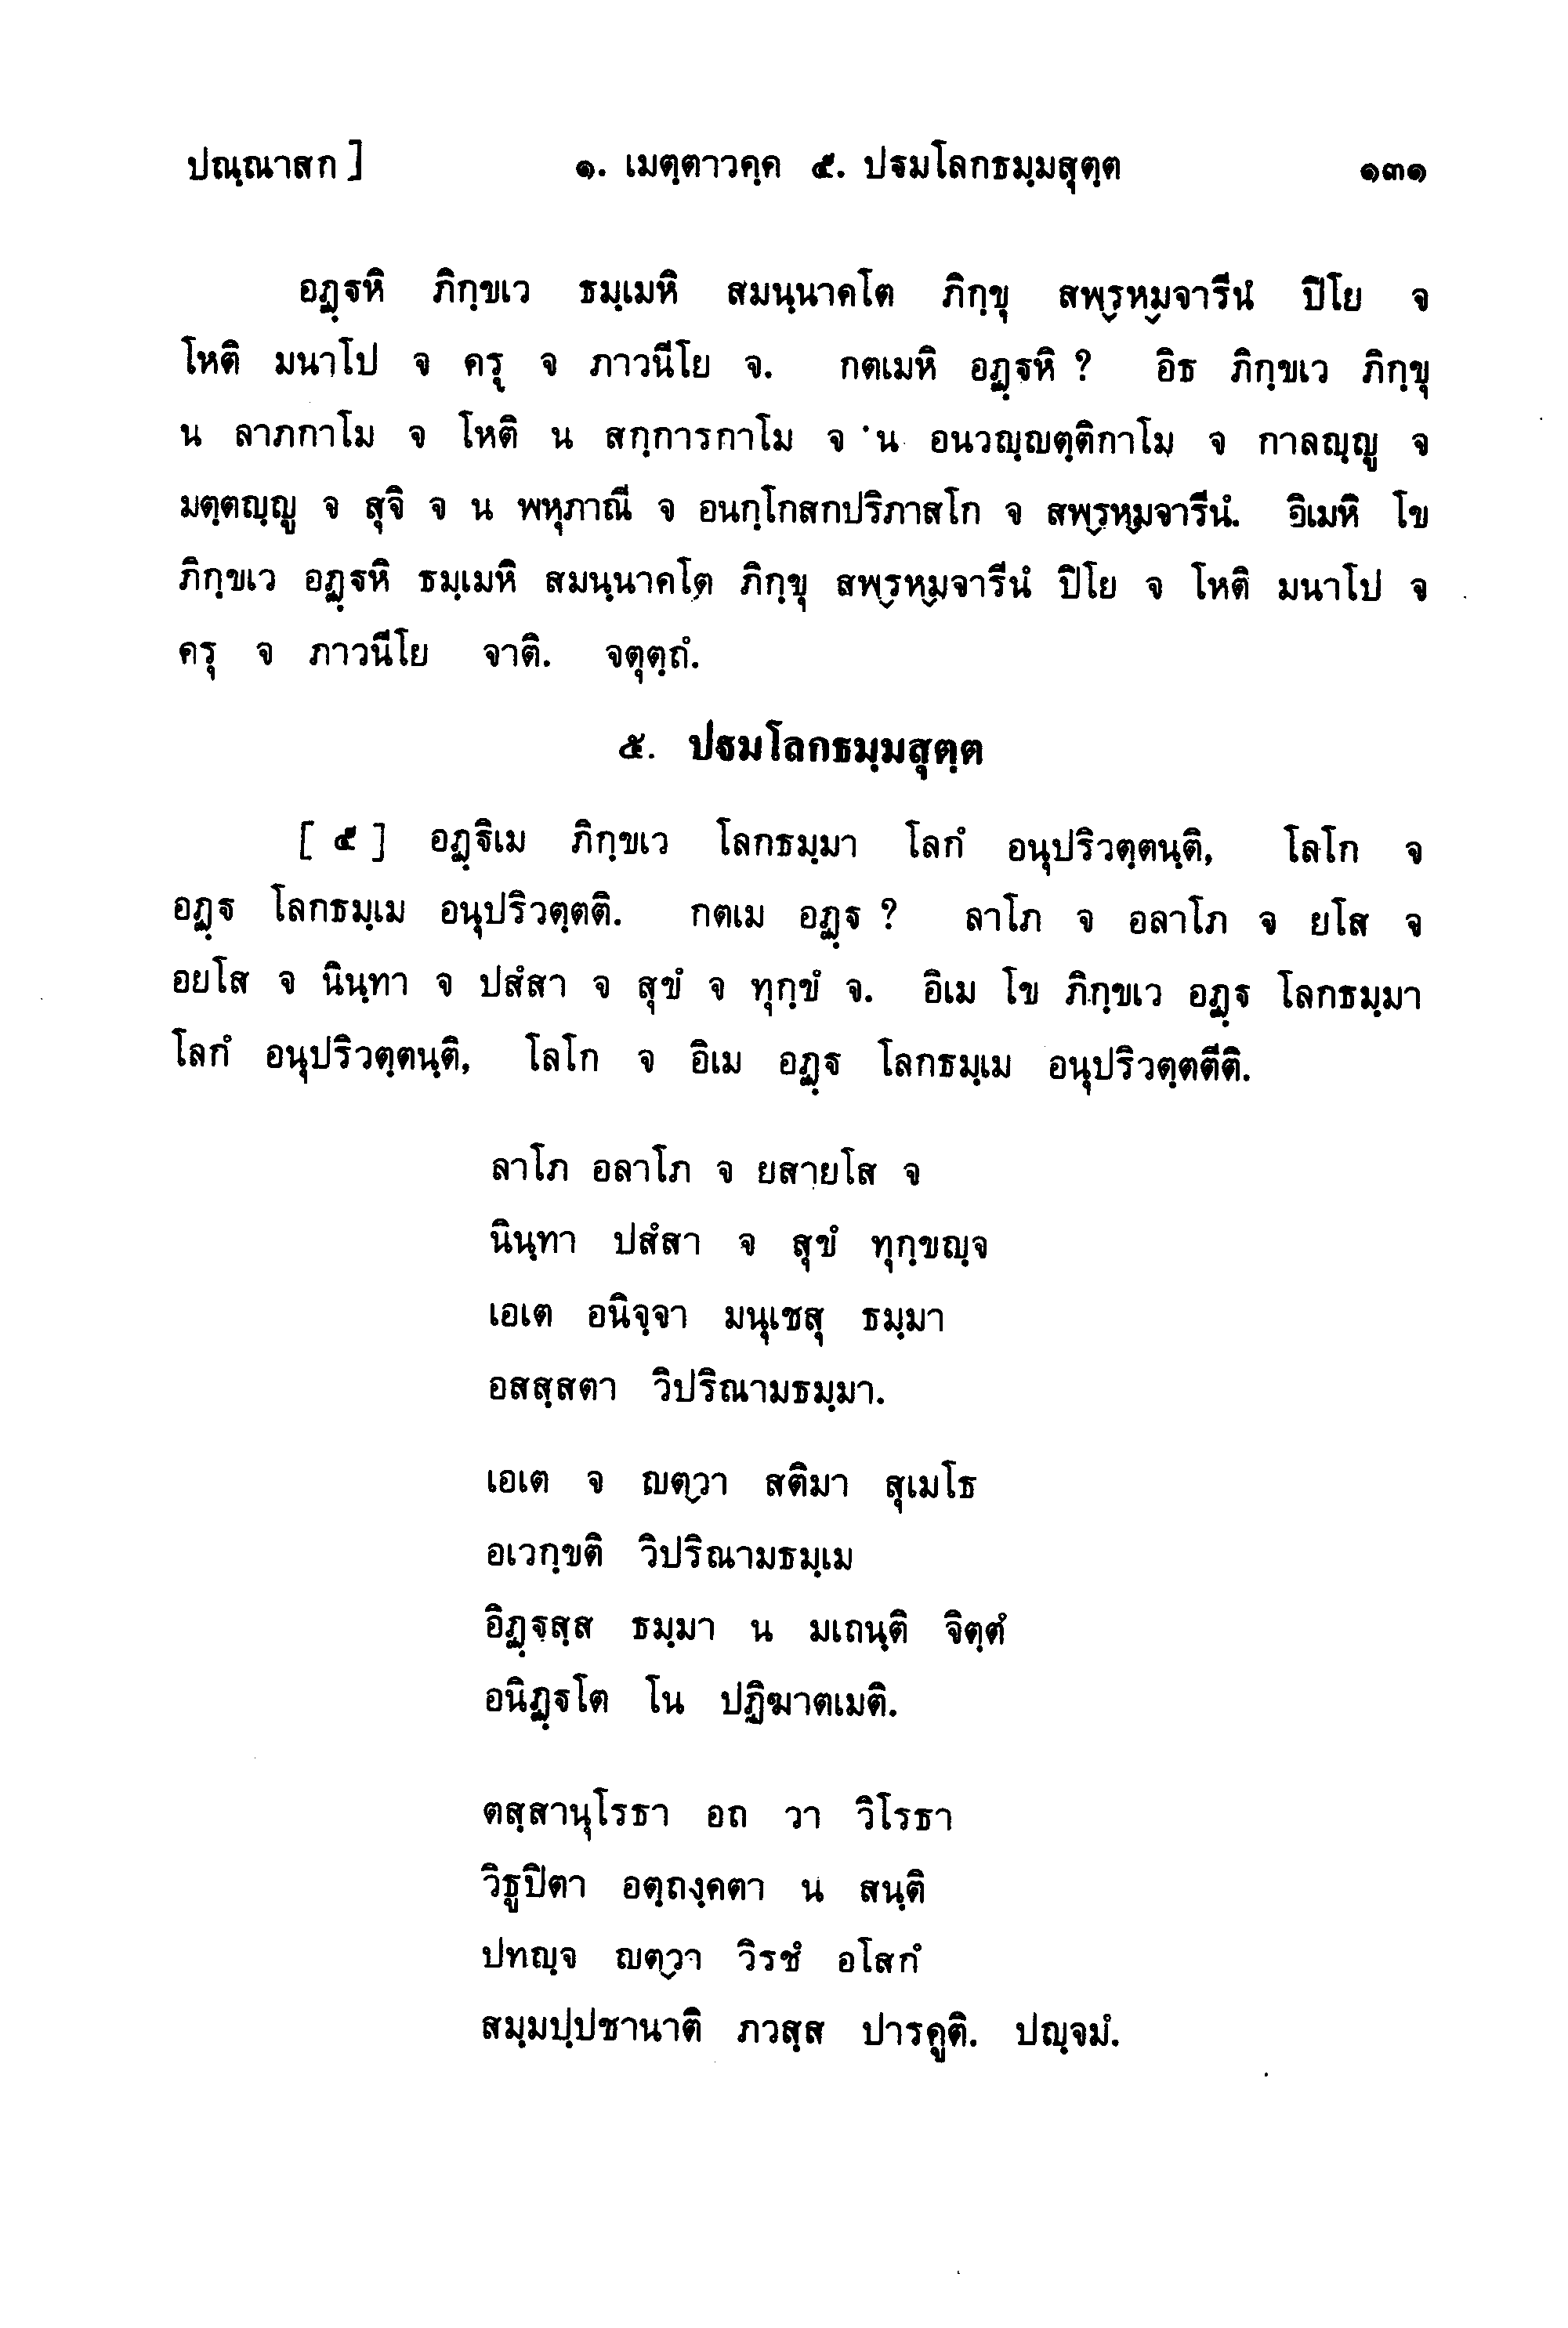 ปณฺณาสก]	๑. เมตฺตาวคฺค ๕. ปฐมโลกธมฺมสุตฺต	๑๓๑
อฏฺฐหิ ภิกฺขเว ธมฺเมหิ สมนฺนาคโต ภิกฺขุ สพฺรหฺมจารีนํ ปิโย จ
โหติ มนาโป จ ครุ จ ภาวนีโย จ. กตเมหิ อฏฺฐหิ ? อิธ ภิกฺขเว ภิกฺขุ
น ลาภกาโม จ โหติ น สกฺการกาโม จ น อนวญฺญตฺติกาโม จ กาลญฺญู จ
มตฺตญฺญู จ สุจิ จ น พหุภาณี จ อนกฺโกสกปริภาสโก จ สพฺรหฺมจารีนํ. อิเมหิ โข
ภิกฺขเว อฏฺฐหิ ธมฺเมหิ สมนฺนาคโต ภิกฺขุ สพฺรหฺมจารีนํ ปิโย จ โหติ มนาโป จ
ครุ จ ภาวนีโย จาติ. จตุตฺถํ.
๕. ปฐมโลกธมฺมสุตฺต
[ ๕ ] อฏฺฐิเม ภิกฺขเว โลกธมฺมา โลกํ อนุปริวตฺตนฺติ, โลโก จ
อฏฺฐ โลกธมฺเม อนุปริวตฺตติ. กตเม อฏฺฐ ? ลาโภ จ อลาโภ จ ยโส จ
อยโส จ นินฺทา จ ปสํสา จ สุขํ จ ทุกฺขํ จ. อิเม โข ภิกฺขเว อฏฺฐ โลกธมฺมา
โลกํ อนุปริวตฺตนฺติ, โลโก จ อิเม อฏฺฐ โลกธมฺเม อนุปริวตฺตตีติ.
ลาโภ อลาโภ จ ยสายโส จ
นินฺทา ปสํสา จ สุขํ ทุกฺขญฺจ
เอเต อนิจฺจา มนุเชสุ ธมฺมา
อสสฺสตา วิปริณามธมฺมา.
เอเต จ ญตฺวา สติมา สุเมโธ
อเวกฺขติ วิปริณามธมฺเม
อิฏฺฐสฺส ธมฺมา น มเถนฺติ จิตฺตํ
อนิฏฺฐโต โน ปฏิฆาตเมติ.
ตสฺสานุโรธา อถ วา วิโรธา
วิธูปิตา อตฺถงฺคตา น สนฺติ
ปทญฺจ ญตฺวา วิรชํ อโสกํ
สมฺมปฺปชานาติ ภวสฺส ปารคูติ. ปญฺจมํ.